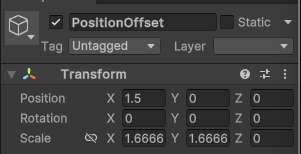 PositionOffset Static
Tag Untagged Layer
Transform
Position X 1.5 Y 0 Z 0
Rotation X 0 Y 0 Z 0
Scale X 1.6666 Y 1.6666 Z 0